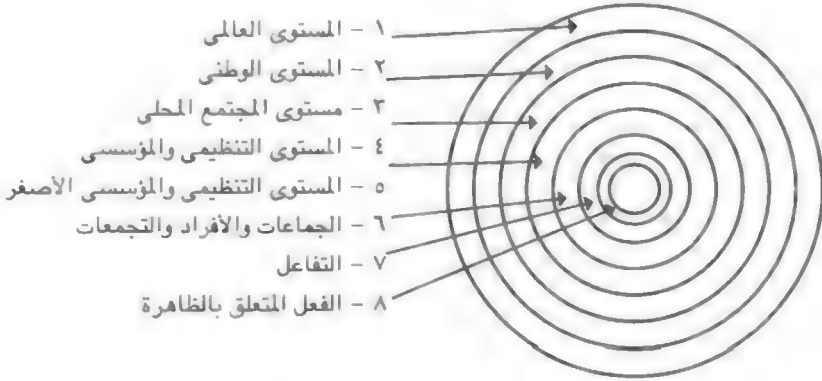 ١ - المستوى العالمى
٢ - المستوى الوطنى
٣ - مستوى المجتمع المحلى
٤ - المستوى التنظيمى والمؤسسى
٥ - المستوى التنظيمى والمؤسسى الأصغر
٦ - الجماعات والأفراد والتجمعات
٧ - التفاعل
٨ - الفعل المتعلق بالظاهرة